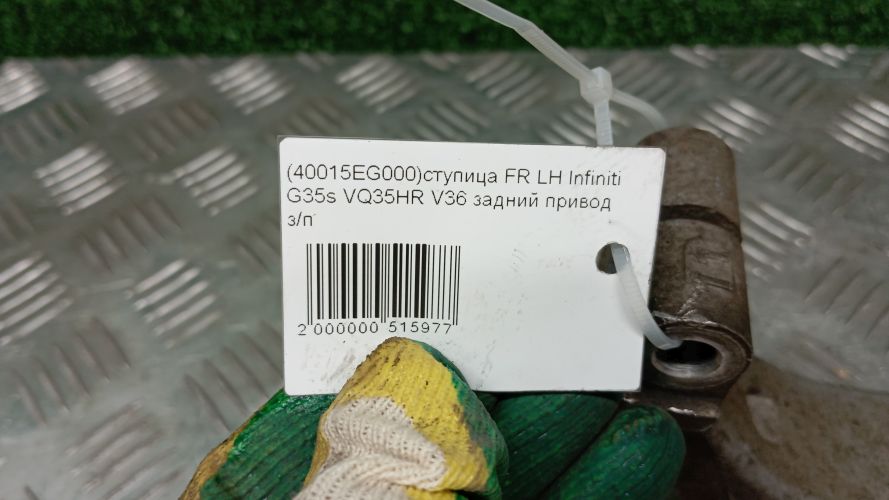 (40015EG000)ступица FR LH Infiniti
G35s VQ35HR V36 задний привод
з/п
2 000000 515977